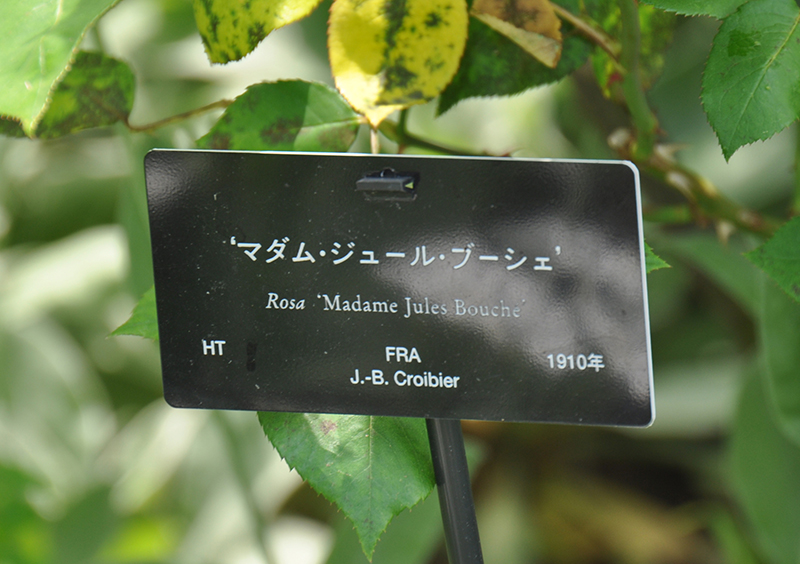 ‘マダム・ジュール・ブーシェ’
Rosa ‘Madame Jules Bouche’
HT
FRA
1910年
J.-B. Croibier